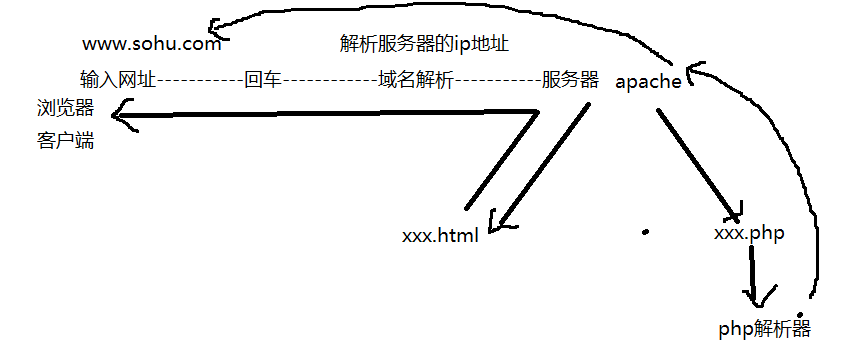 www.sohu.com 解析服务器的ip地址
输入网址-----------回车------------域名解析-----------服务器 apache
浏览器
客户端
xxx.html xxx.php
php解析器